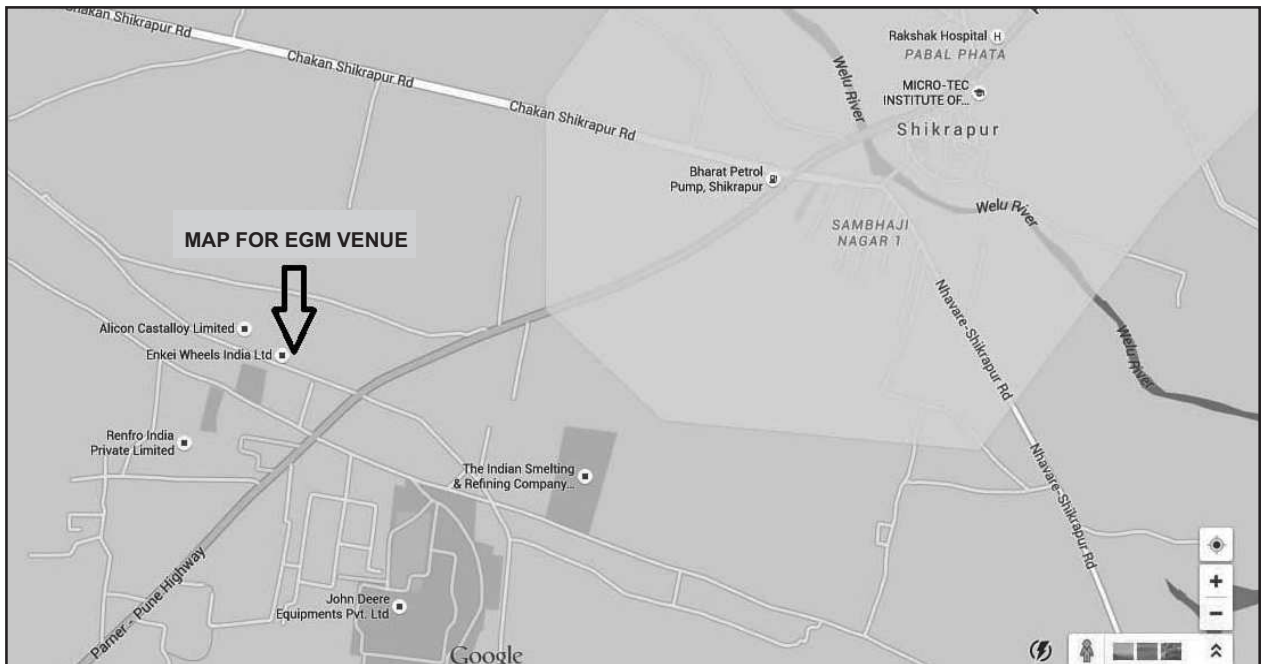 Chakan Shikrapur Rd
Chakan Shikrapur Rd
Chakan Shikrapur Rd
Welu River
Rakshak Hospital H
PABAL PHATA
MICRO-TEC
INSTITUTE OF...
Shikrapur
Bharat Petrol
Pump, Shikrapur
Welu River
SAMBHAJI
NAGAR 1
MAP FOR EGM VENUE
Nhavare-Shikrapur Rd
Welu River
Alicon Castalloy Limited
Enkei Wheels India Ltd
Renfro India
Private Limited
The Indian Smelting
& Refining Company...
Nhavare-Shikrapur Rd
Parner - Pune Highway
John Deere
Equipments Pvt. Ltd
Google
+
−